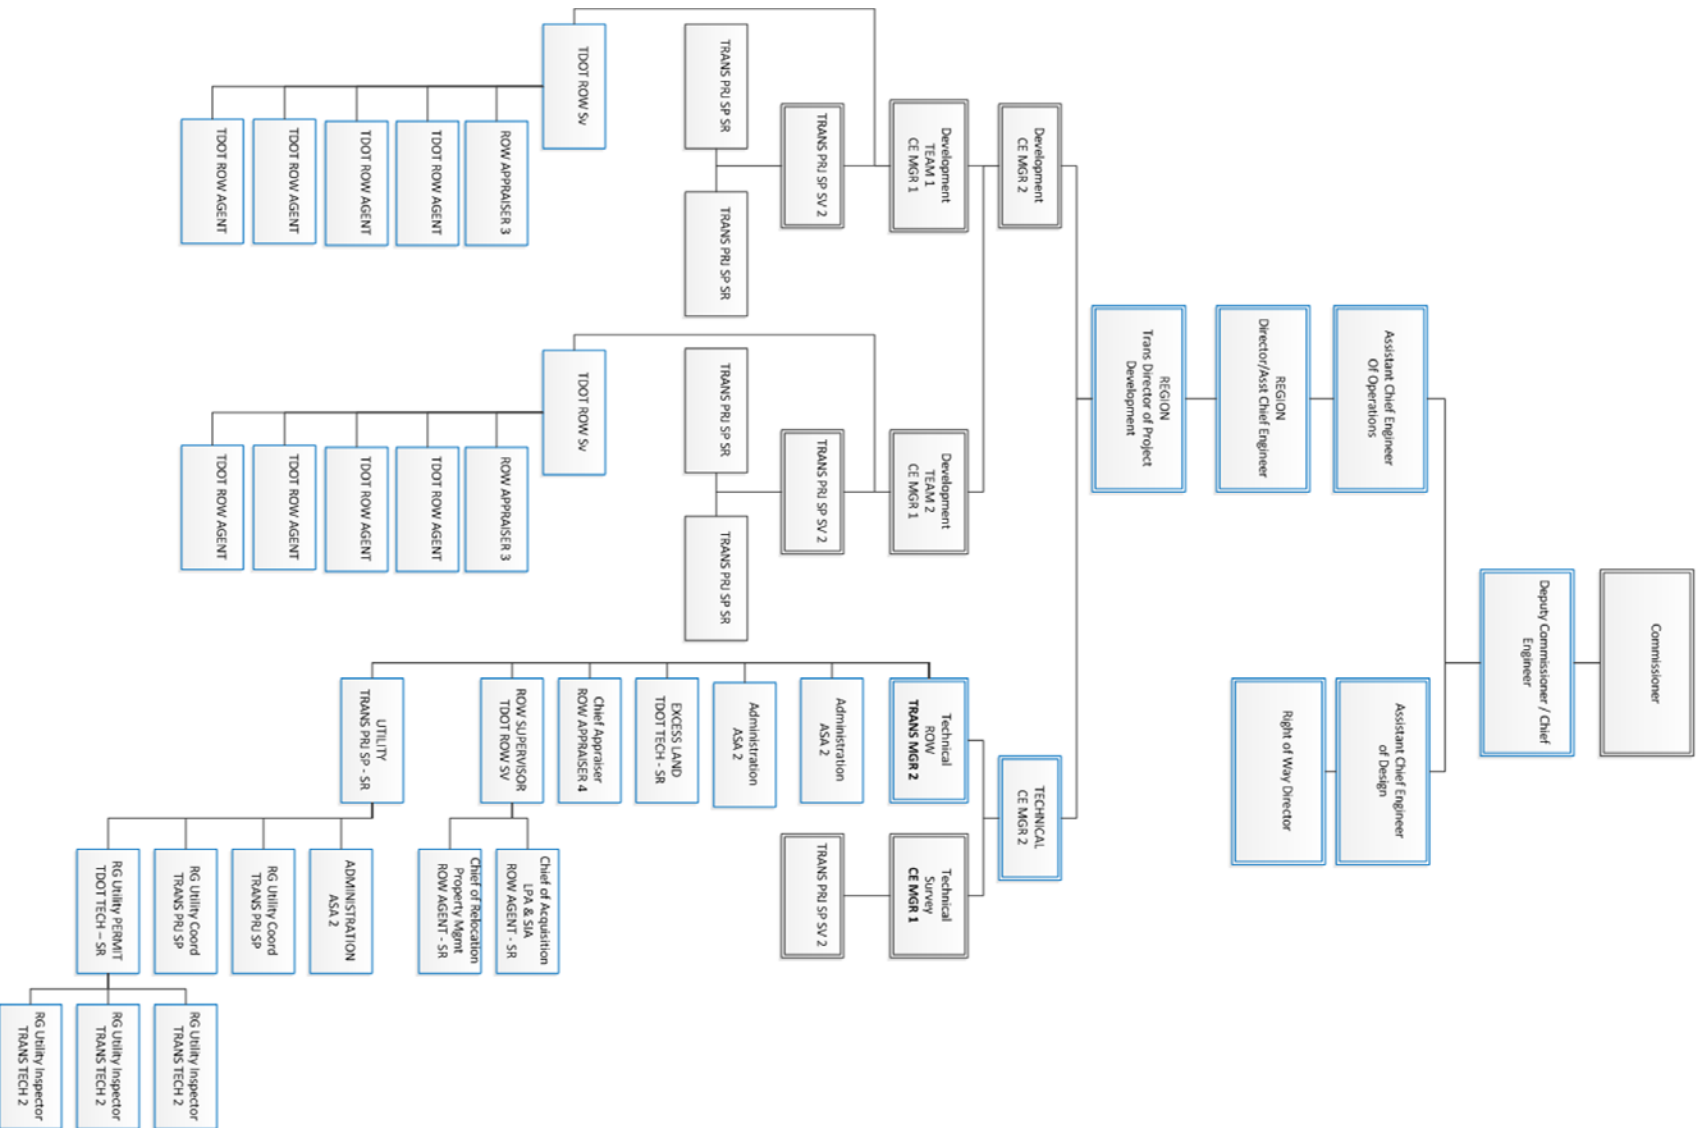 Commissioner
Deputy Commissioner / Chief
Engineer
Assistant Chief Engineer
Of Operations
Assistant Chief Engineer
of Design
REGION
Director/Asst Chief Engineer
Right of Way Director
REGION
Trans Director of Project
Development
Development
CE MGR 2
TECHNICAL
CE MGR 2
Development
TEAM 1
CE MGR 1
Development
TEAM 2
CE MGR 1
Technical
ROW
TRANS MGR 2
Technical
Survey
CE MGR 1
TRANS PRJ SP SV 2
TRANS PRJ SP SV 2
Administration
ASA 2
TRANS PRJ SP SV 2
TRANS PRJ SP SR
TRANS PRJ SP SR
TRANS PRJ SP SR
TRANS PRJ SP SR
Administration
ASA 2
EXCESS LAND
TDOT TECH - SR
TDOT ROW Sv
TDOT ROW Sv
Chief Appraiser
ROW APPRAISER 4
ROW SUPERVISOR
TDOT ROW SV
Chief of Acquisition
LPA & SIA
ROW AGENT - SR
Chief of Relocation
Property Mgmt
ROW AGENT - SR
ROW APPRAISER 3
TDOT ROW AGENT
TDOT ROW AGENT
TDOT ROW AGENT
TDOT ROW AGENT
ROW APPRAISER 3
TDOT ROW AGENT
TDOT ROW AGENT
TDOT ROW AGENT
TDOT ROW AGENT
UTILITY
TRANS PRJ SP - SR
ADMINISTRATION
ASA 2
RG Utility Coord
TRANS PRJ SP
RG Utility Coord
TRANS PRJ SP
RG Utility PERMIT
TDOT TECH – SR
RG Utility Inspector
TRANS TECH 2
RG Utility Inspector
TRANS TECH 2
RG Utility Inspector
TRANS TECH 2